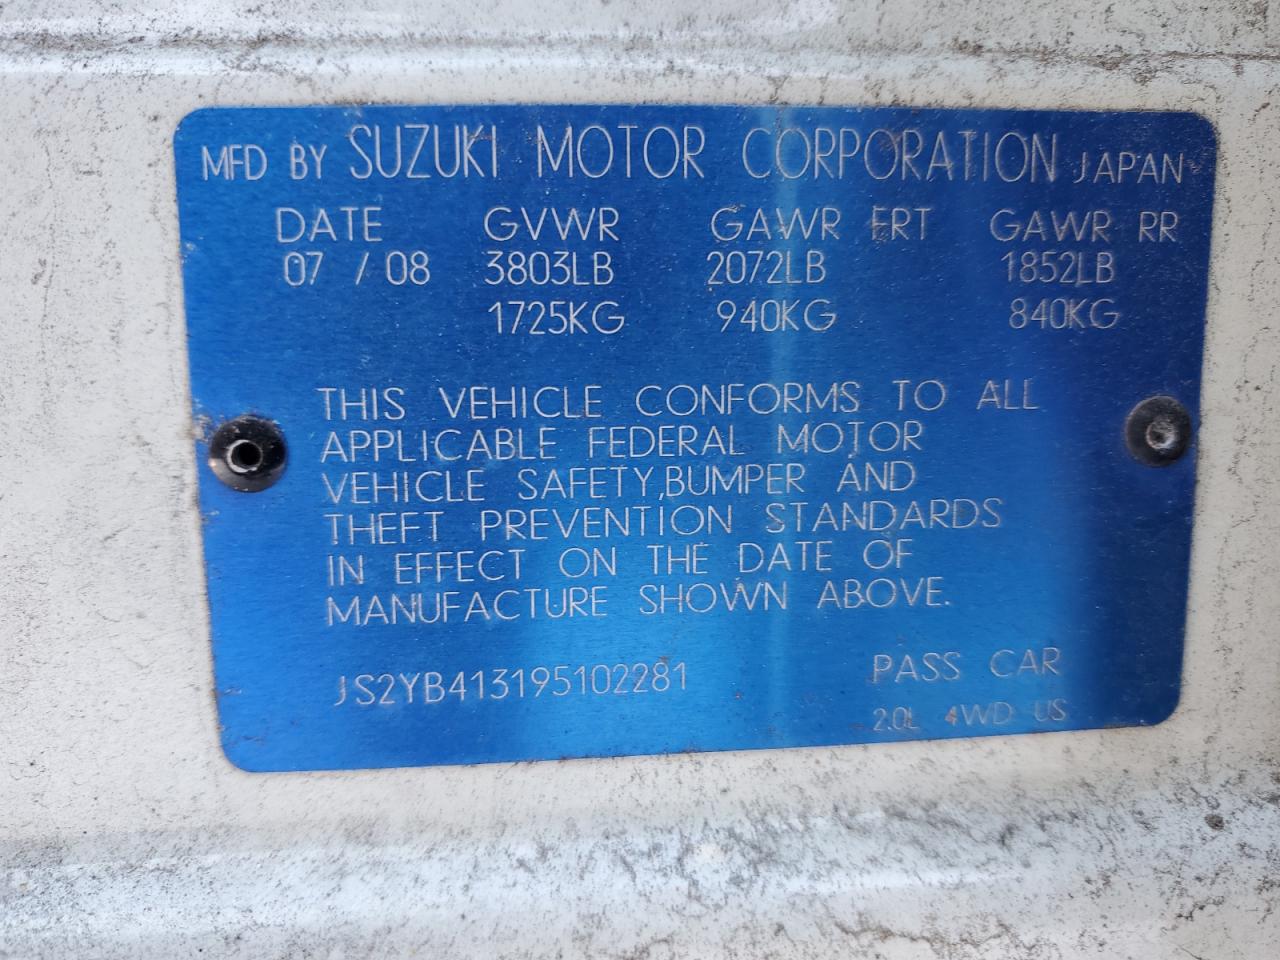 MFD BY SUZUKI MOTOR CORPORATION JAPAN
DATE GVWR GAWR FRT GAWR RR
07 / 08 3803LB 2072LB 1852LB
1725KG 940KG 840KG
THIS VEHICLE CONFORMS TO ALL
APPLICABLE FEDERAL MOTOR
VEHICLE SAFETY,BUMPER AND
THEFT PREVENTION STANDARDS
IN EFFECT ON THE DATE OF
MANUFACTURE SHOWN ABOVE.
JS2YB413195102281 PASS CAR
2.0L 4WD US